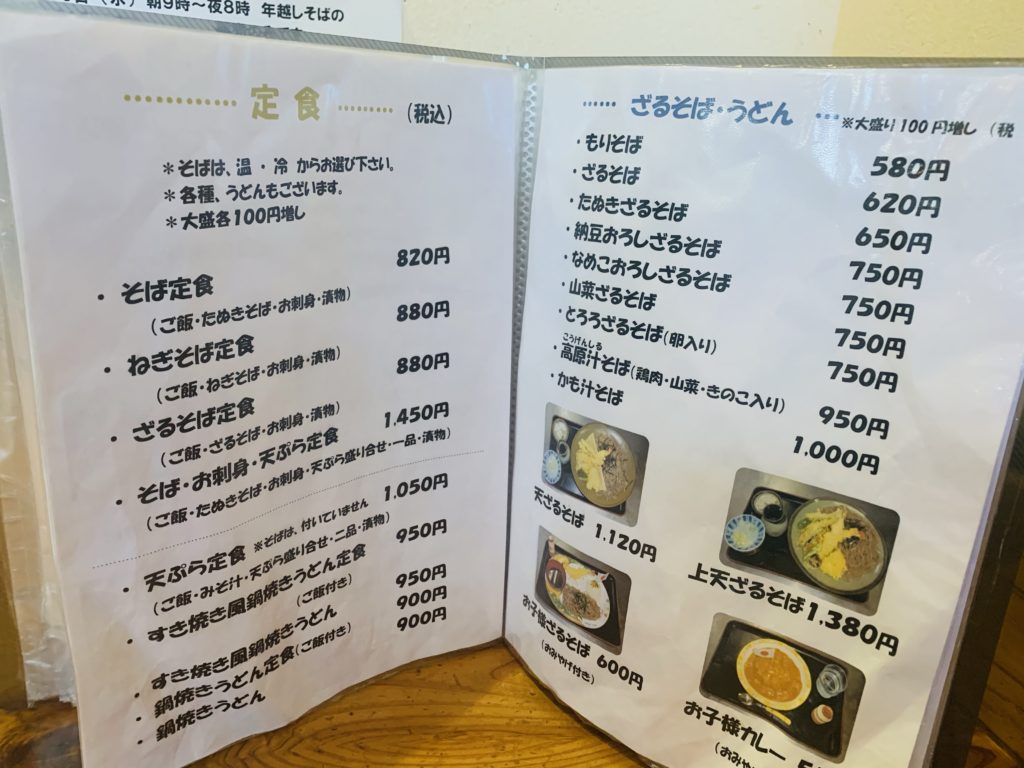 （水）朝9時～夜8時 年越しそばの
定食 (税込)
＊そばは、温・冷 からお選び下さい。
＊各種、うどんもございます。
＊大盛各100円増し
・そば定食 820円
（ご飯・たぬきそば・お刺身・漬物）
・ねぎそば定食 880円
（ご飯・ねぎそば・お刺身・漬物）
・ざるそば定食 880円
（ご飯・ざるそば・お刺身・漬物）
・そば・お刺身・天ぷら定食 1,450円
（ご飯・たぬきそば・お刺身・天ぷら盛り合せ・一品・漬物）
・天ぷら定食 ※そばは、付いていません 1,050円
（ご飯・みそ汁・天ぷら盛り合せ・二品・漬物）
・すき焼き風鍋焼きうどん定食 950円
（ご飯付き）
・すき焼き風鍋焼きうどん 950円
・鍋焼きうどん定食（ご飯付き） 900円
・鍋焼きうどん 900円
…… ざるそば・うどん … ※大盛り100円増し （税
・もりそば 580円
・ざるそば 620円
・たぬきざるそば 650円
・納豆おろしざるそば 750円
・なめこおろしざるそば 750円
・山菜ざるそば 750円
・とろろざるそば（卵入り） 750円
こうげんしる
・高原汁そば（鶏肉・山菜・きのこ入り） 950円
・かも汁そば 1,000円
天ざるそば 1,120円
上天ざるそば 1,380円
お子様ざるそば 600円
（おみやげ付き）
お子様カレー 5
（おみや